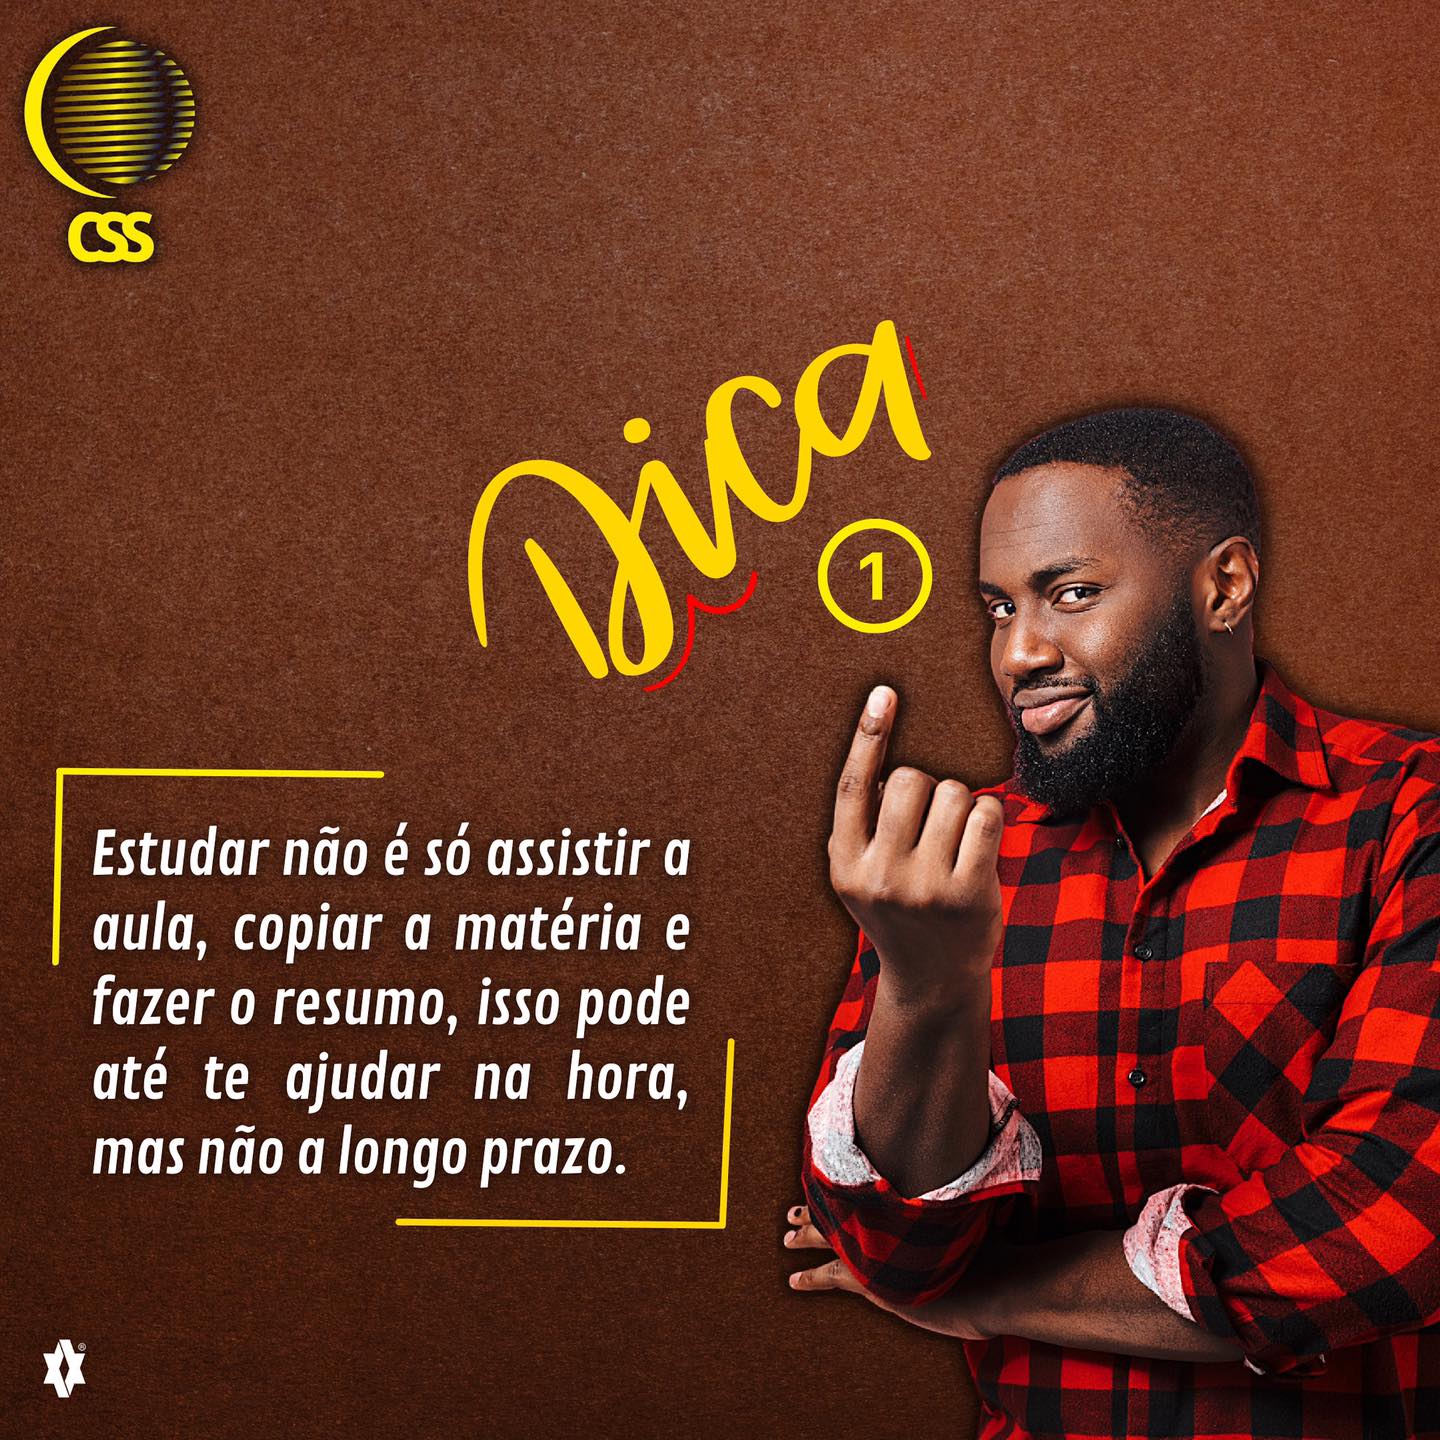 CSS
Dica
1
Estudar não é só assistir a
aula, copiar a matéria e
fazer o resumo, isso pode
até te ajudar na hora,
mas não a longo prazo.
®